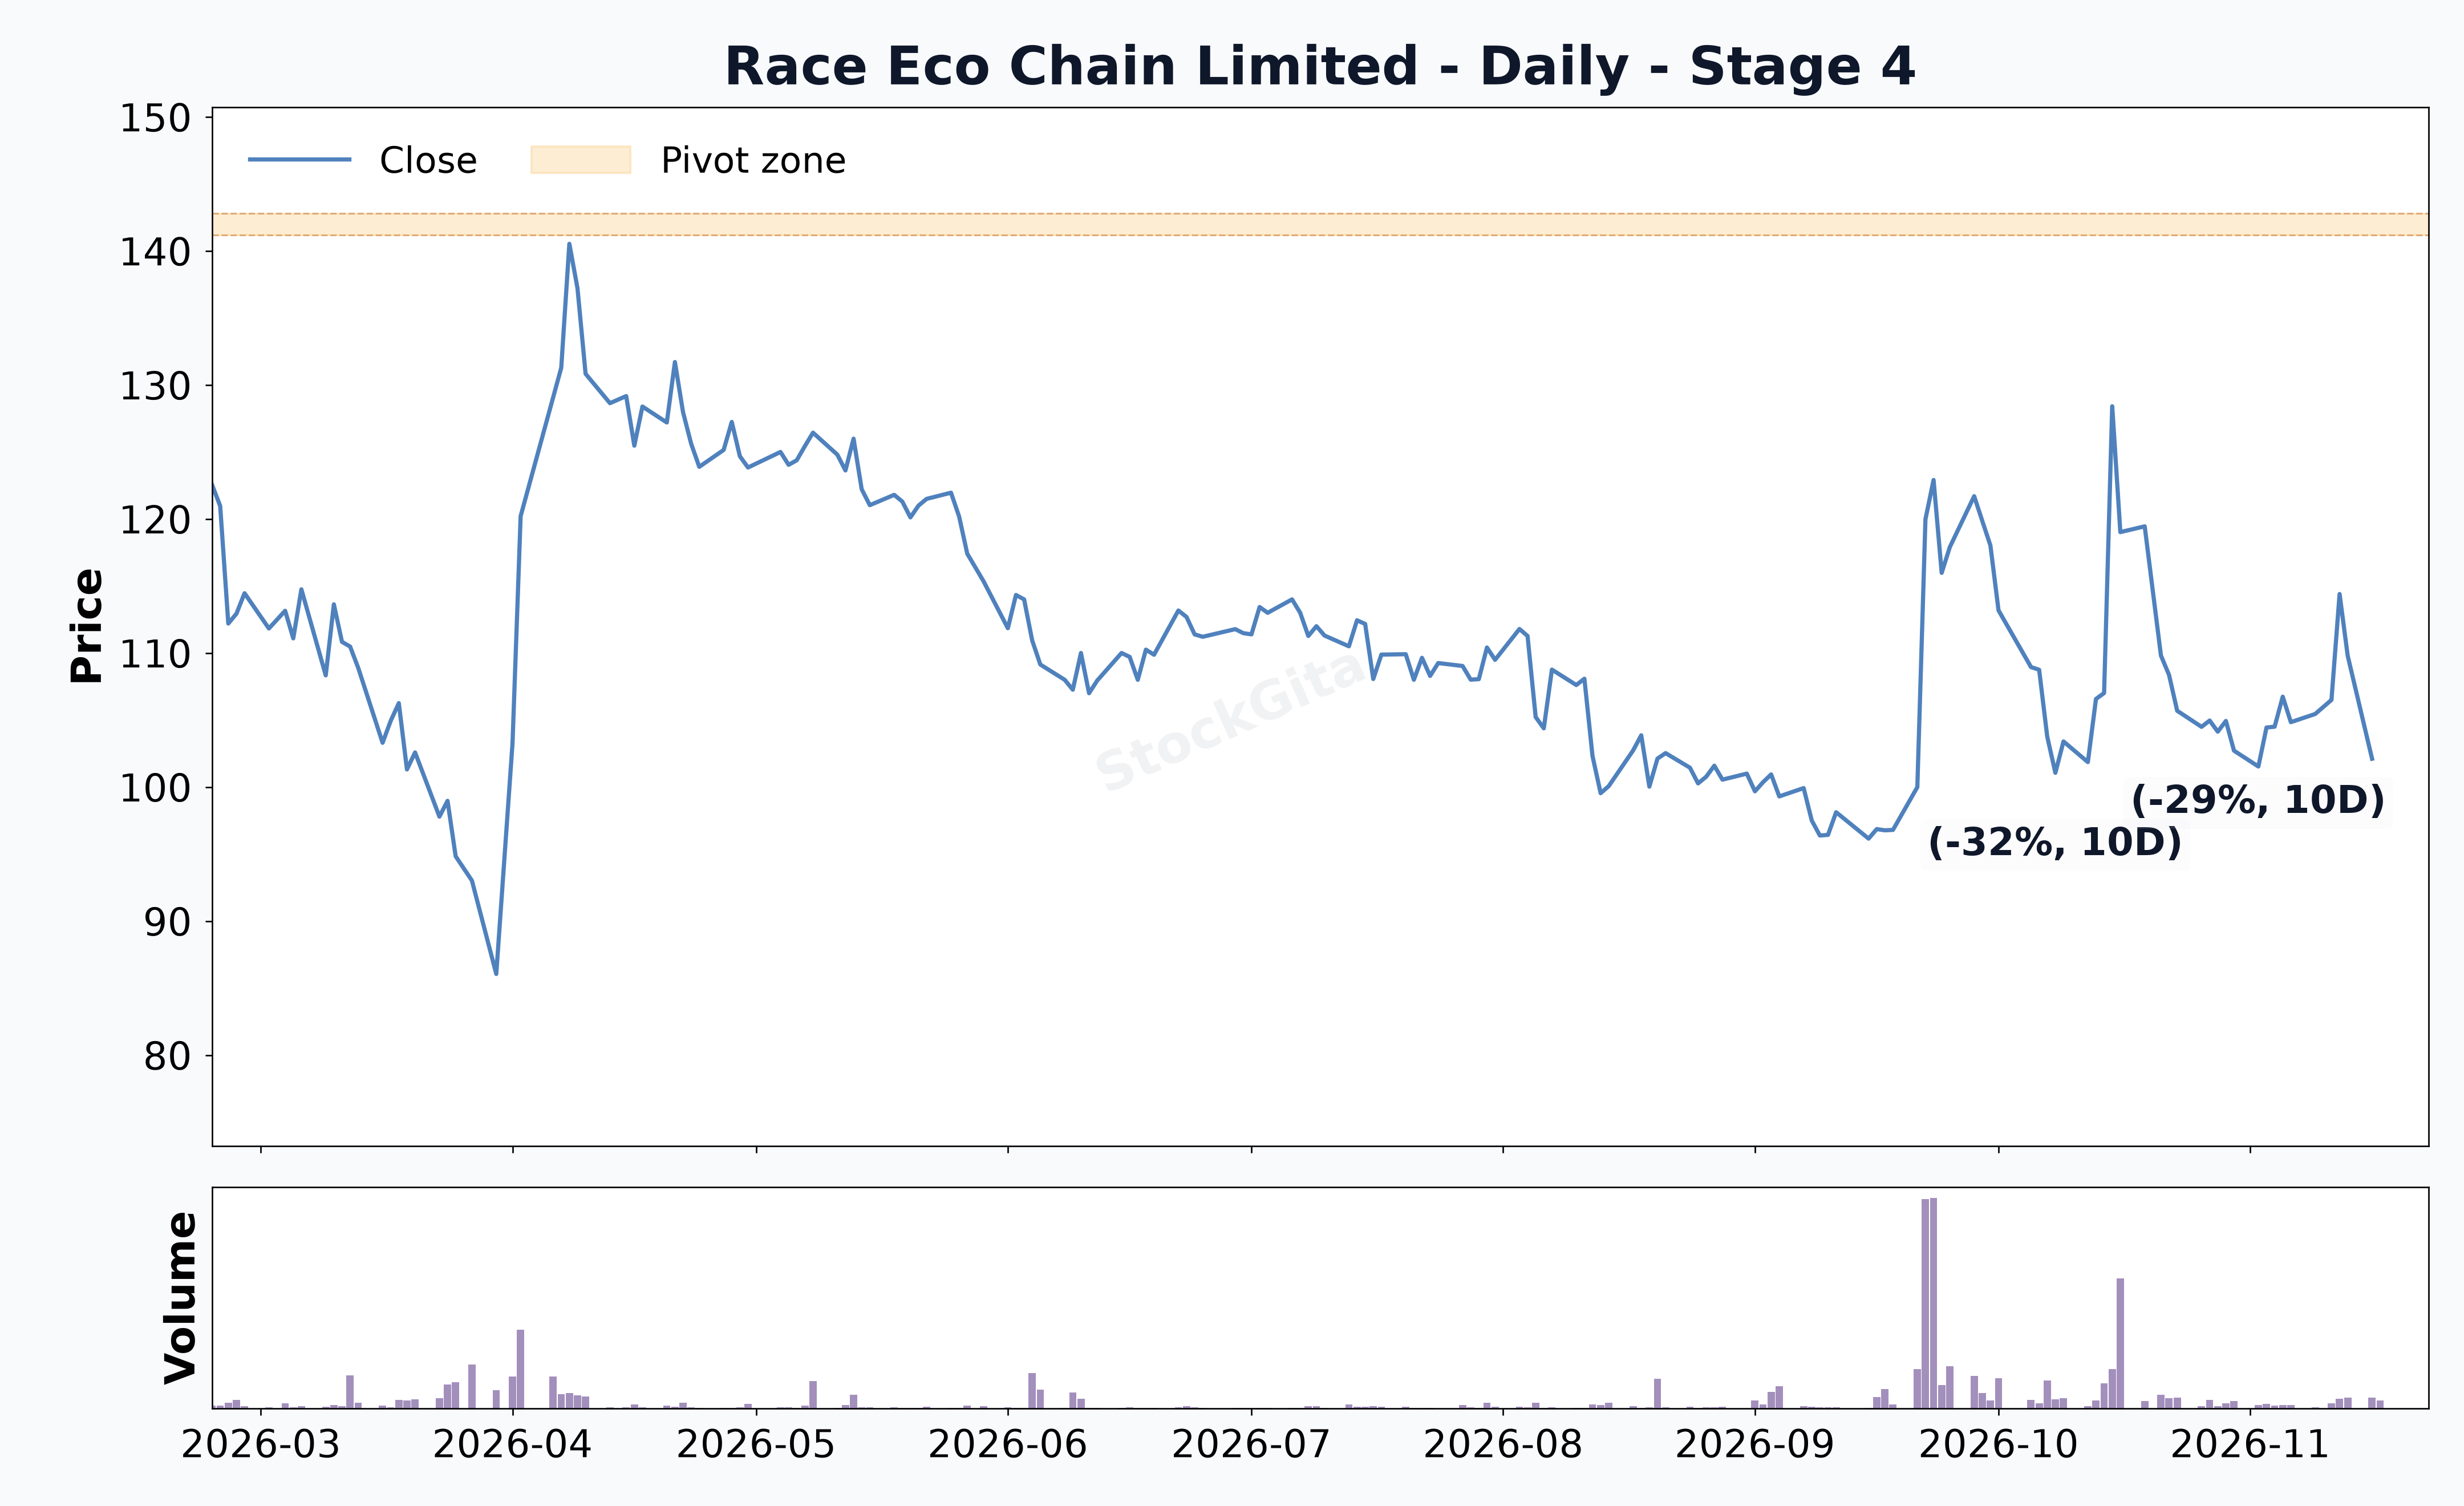 Race Eco Chain Limited - Daily - Stage 4
Close
Pivot zone
Price
150
140
130
120
110
100
90
80
StockGita
(-29%, 10D)
(-32%, 10D)
Volume
2026-03
2026-04
2026-05
2026-06
2026-07
2026-08
2026-09
2026-10
2026-11